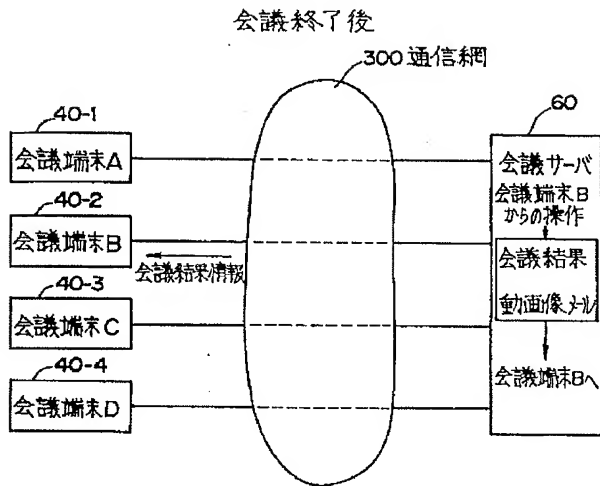 会議終了後
300 通信網
40-1
会議端末A
40-2
会議端末B
会議結果情報
40-3
会議端末C
40-4
会議端末D
60
会議サーバ
会議端末B
からの操作
会議結果
動画像メール
会議端末Bへ